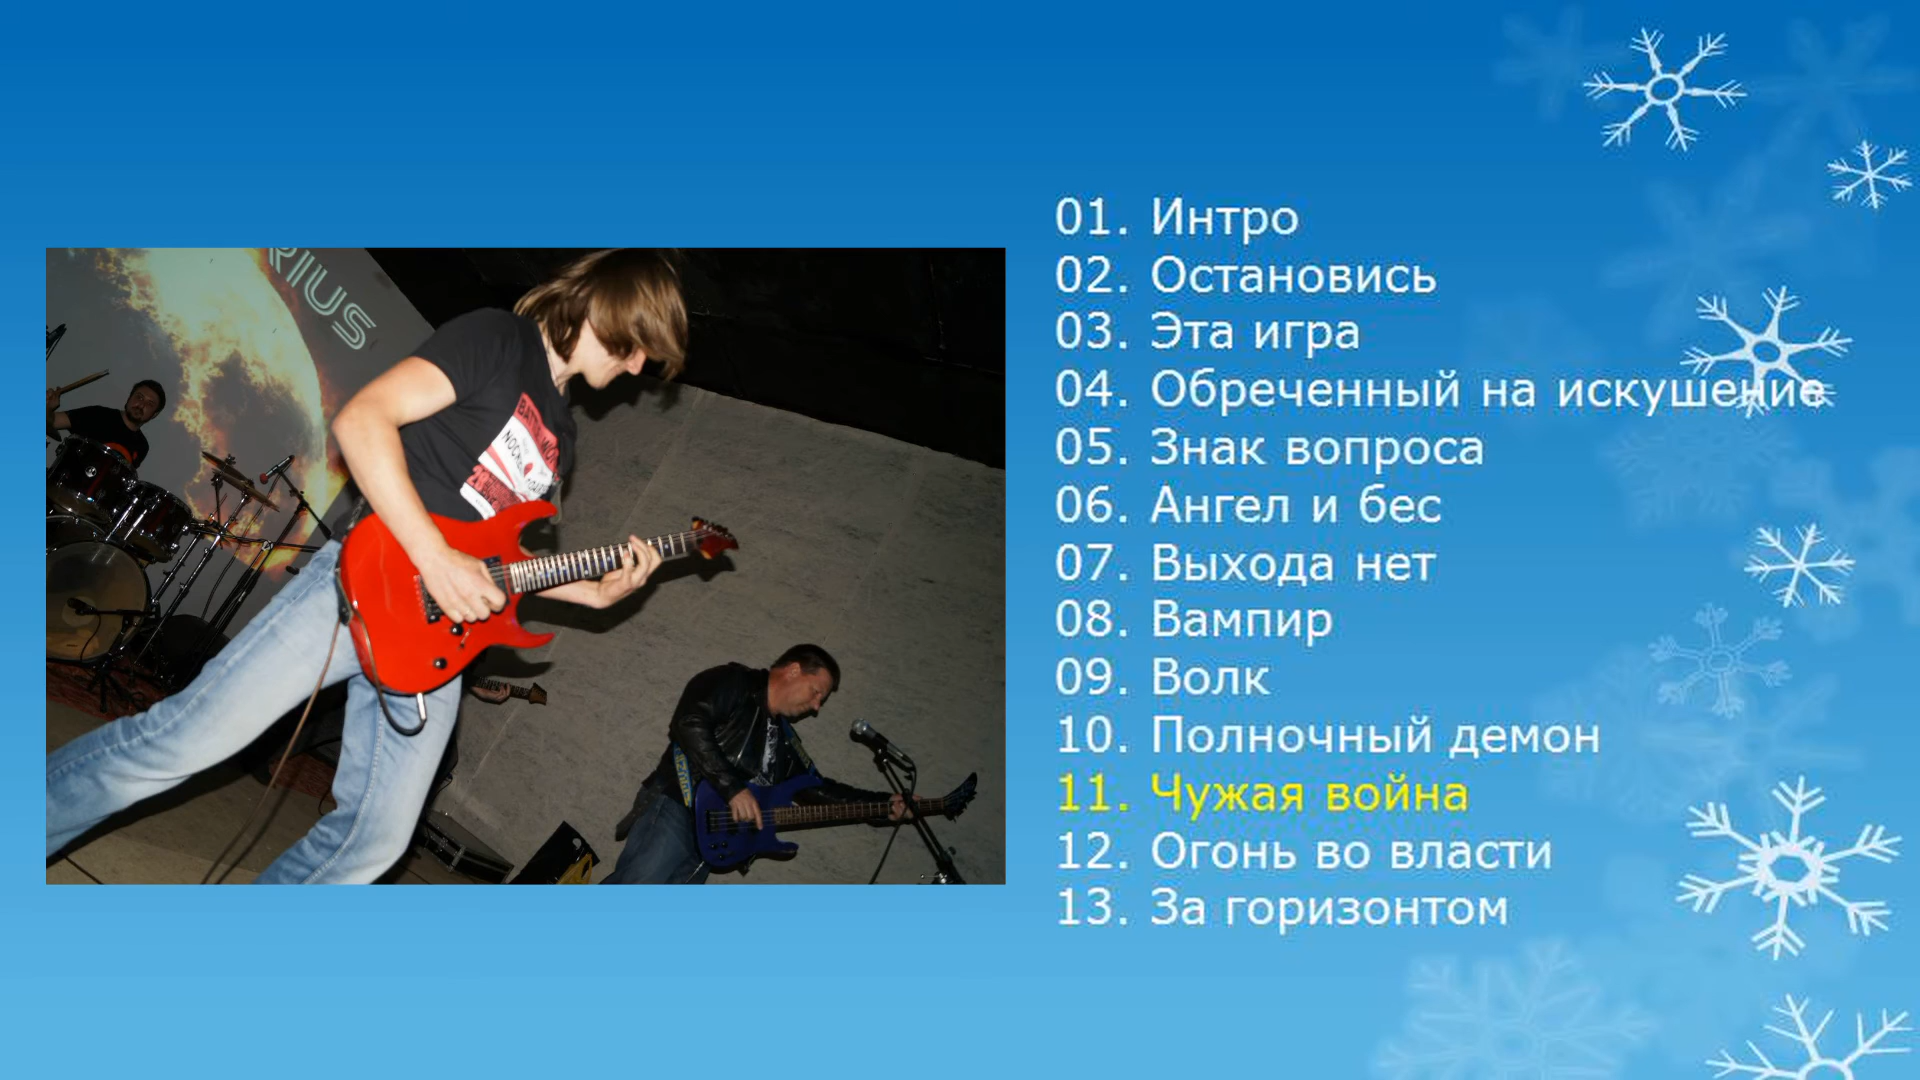 RIUS
01. Интро
02. Остановись
03. Эта игра
04. Обреченный на искушение
05. Знак вопроса
06. Ангел и бес
07. Выхода нет
08. Вампир
09. Волк
10. Полночный демон
11. Чужая война
12. Огонь во власти
13. За горизонтом